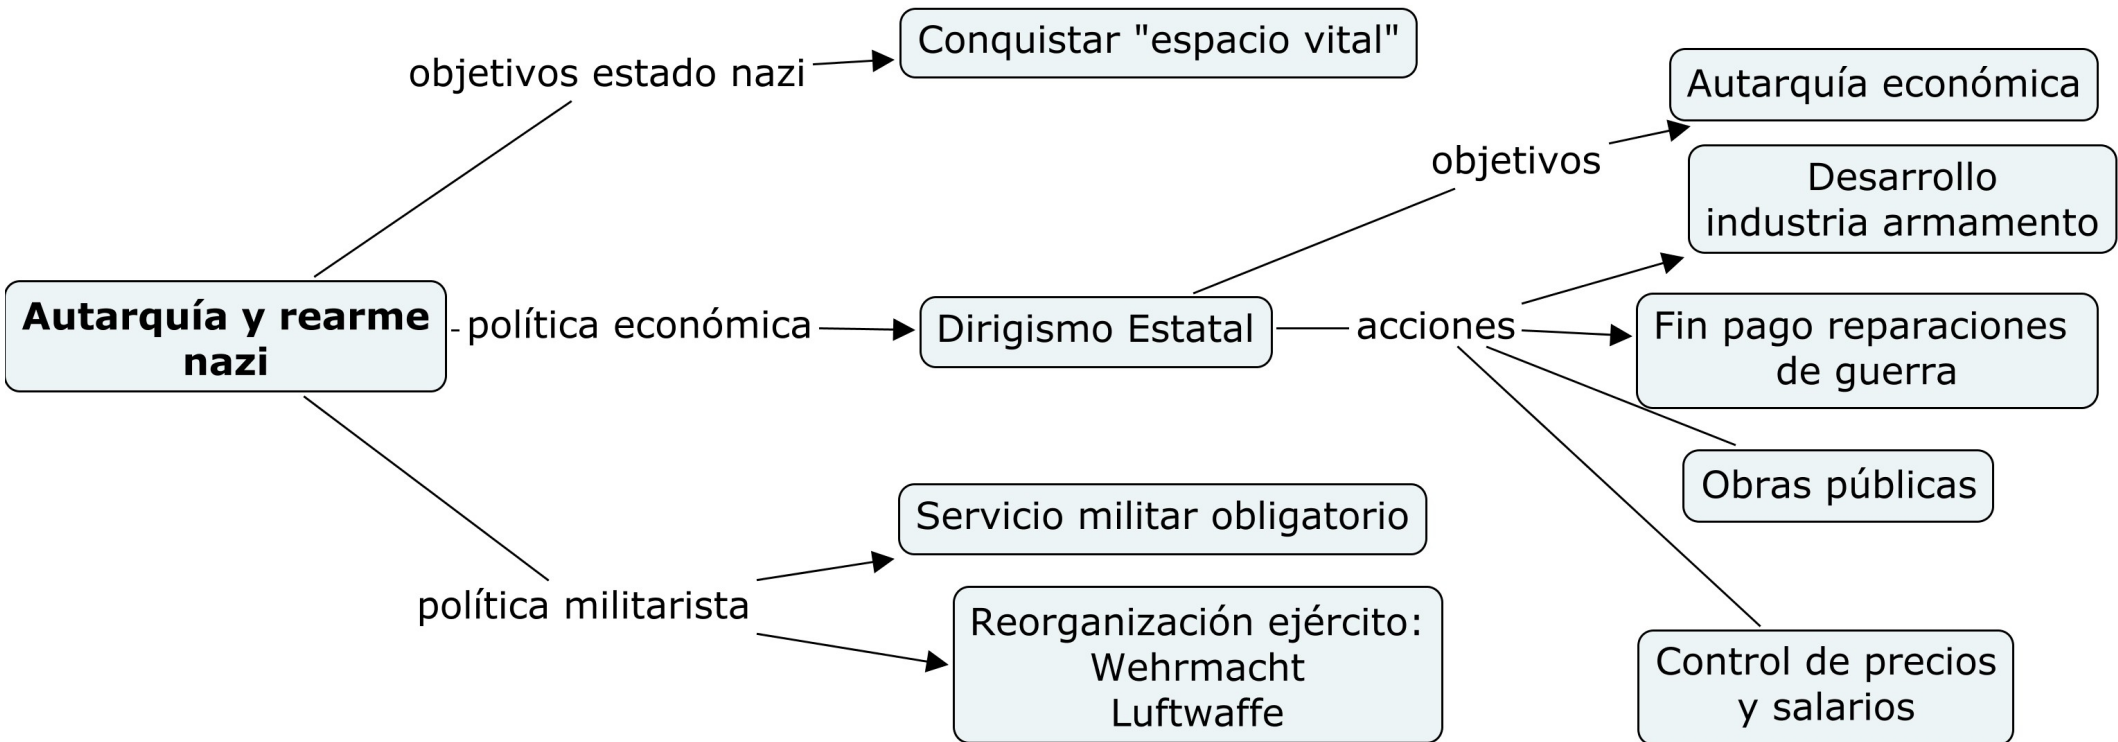 Conquistar "espacio vital"
objetivos estado nazi
Autarquía económica
objetivos
Desarrollo
industria armamento
Autarquía y rearme
nazi
política económica
Dirigismo Estatal
acciones
Fin pago reparaciones
de guerra
Obras públicas
Servicio militar obligatorio
política militarista
Reorganización ejército:
Wehrmacht
Luftwaffe
Control de precios
y salarios